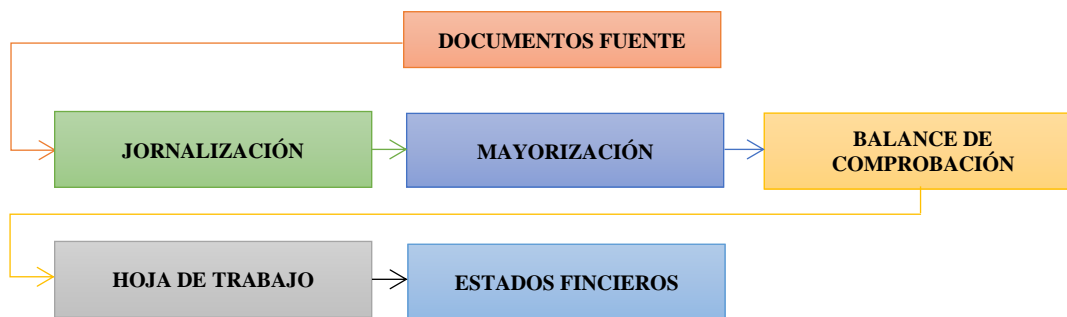 DOCUMENTOS FUENTE
JORNALIZACIÓN
MAYORIZACIÓN
BALANCE DE
COMPROBACIÓN
HOJA DE TRABAJO
ESTADOS FINCIEROS